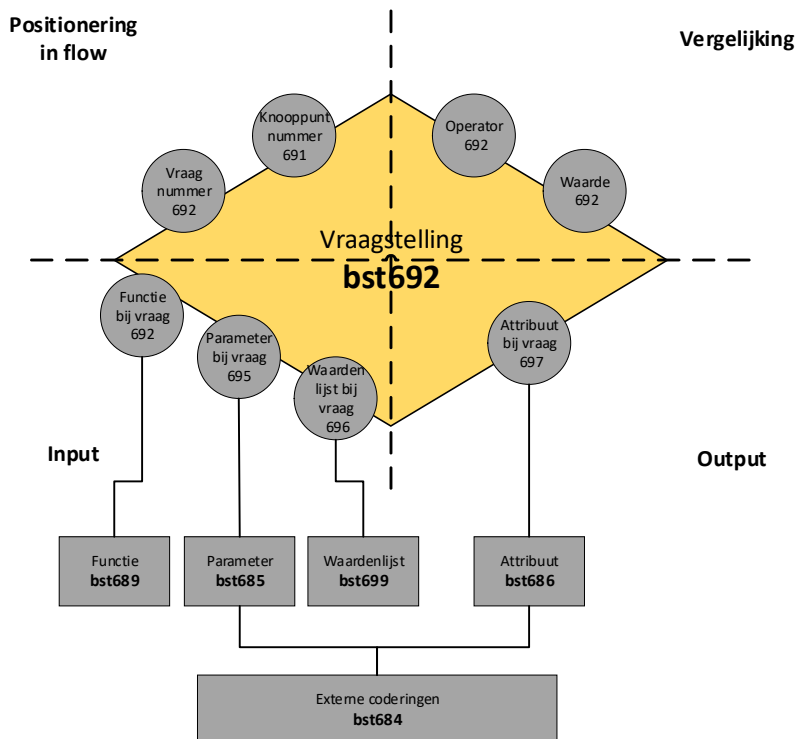 Positionering
in flow
Vergelijking
Knooppunt
nummer
691
Operator
692
Vraag
nummer
692
Waarde
692
Vraagstelling
bst692
Functie
bij vraag
692
Parameter
bij vraag
695
Waarden
lijst bij
vraag
696
Attribuut
bij vraag
697
Input
Output
Functie
bst689
Parameter
bst685
Waardenlijst
bst699
Attribuut
bst686
Externe coderingen
bst684